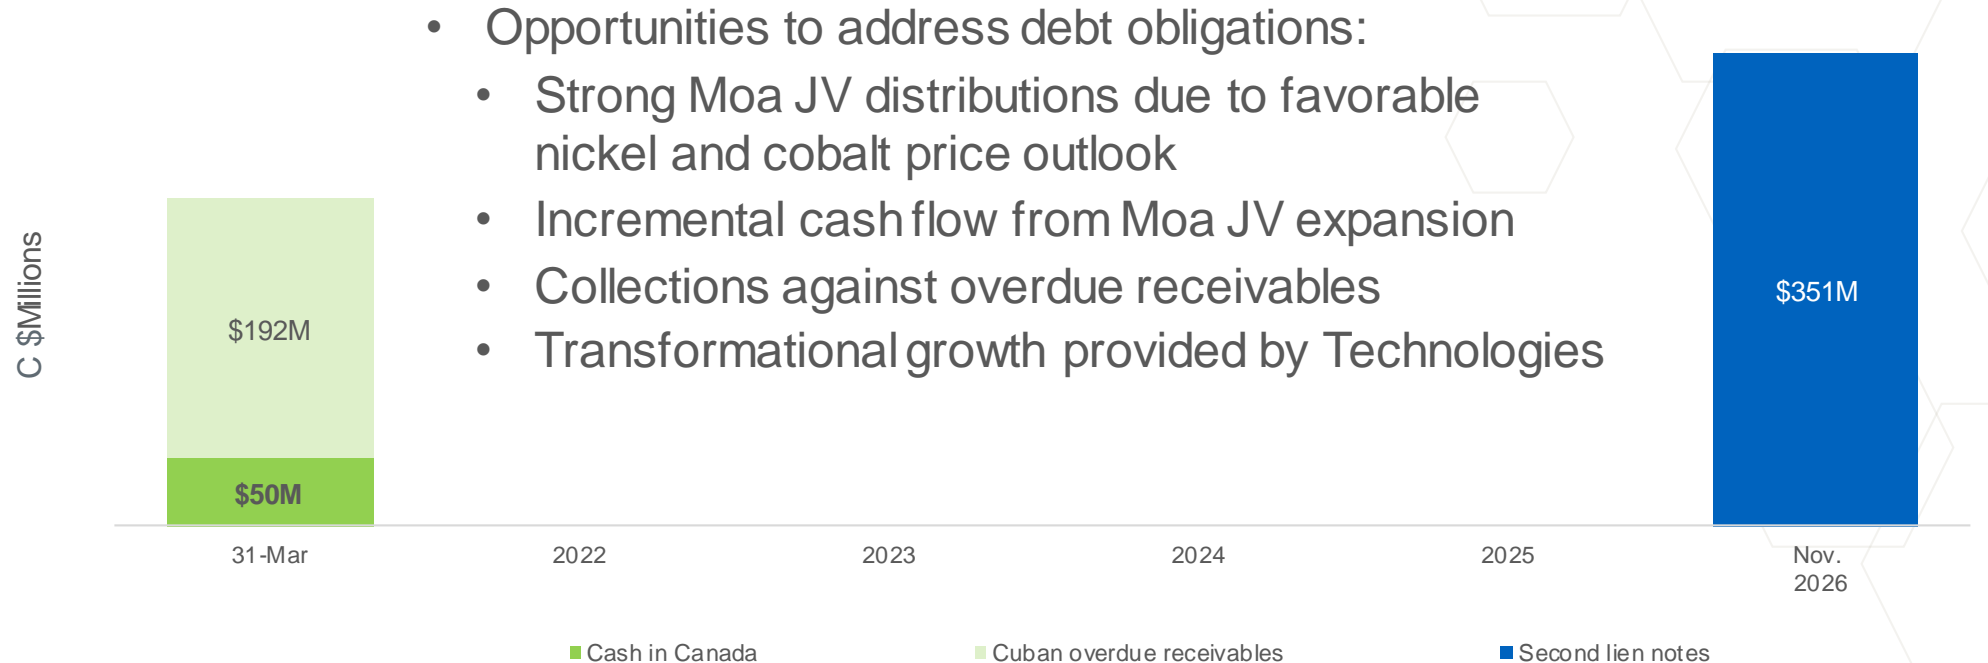 • Opportunities to address debt obligations:
• Strong Moa JV distributions due to favorable
nickel and cobalt price outlook
• Incremental cash flow from Moa JV expansion
• Collections against overdue receivables
• Transformational growth provided by Technologies
C $Millions
$192M
$50M
$351M
31-Mar
2022
2023
2024
2025
Nov.
2026
Cash in Canada
Cuban overdue receivables
Second lien notes